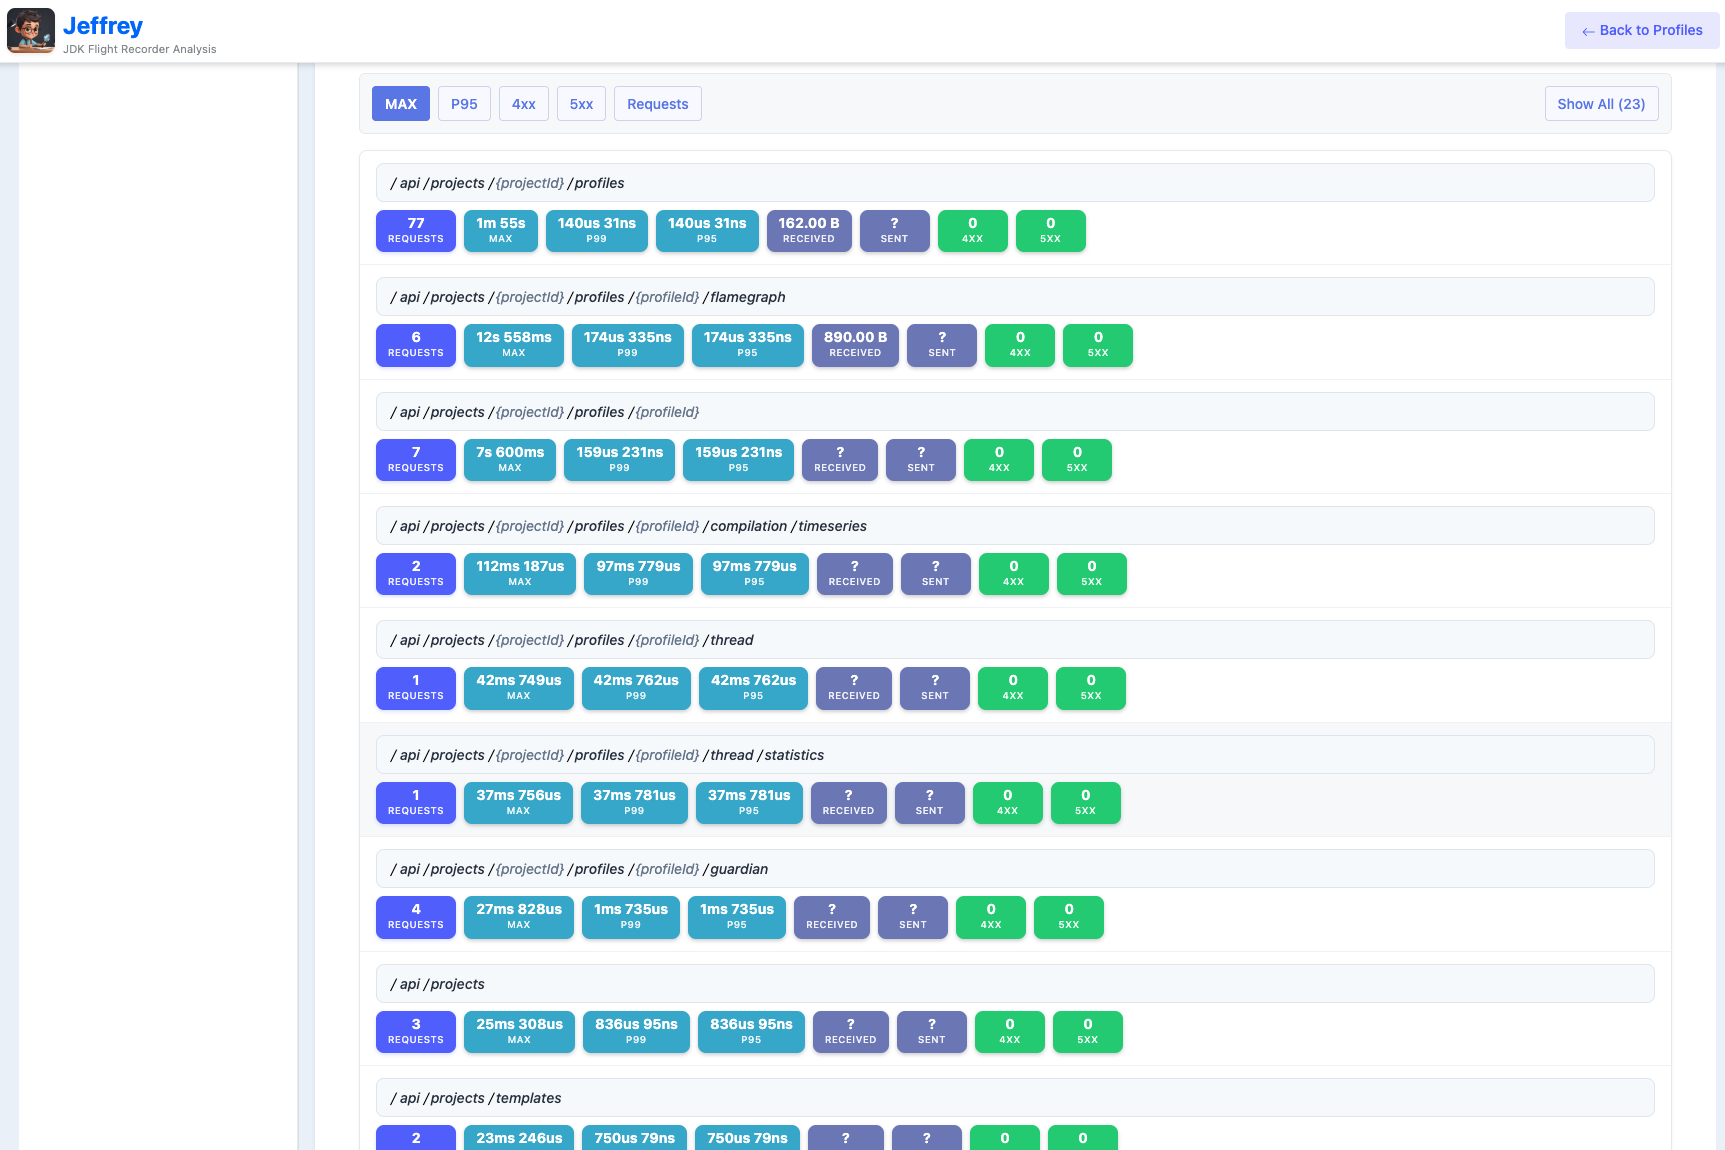 Jeffrey
JDK Flight Recorder Analysis
← Back to Profiles
MAX P95 4xx 5xx Requests Show All (23)
/ api / projects / {projectId} / profiles
77 1m 55s 140us 31ns 140us 31ns 162.00 B ? 0 0
REQUESTS MAX P99 P95 RECEIVED SENT 4XX 5XX
/ api / projects / {projectId} / profiles / {profileId} / flamegraph
6 12s 558ms 174us 335ns 174us 335ns 890.00 B ? 0 0
REQUESTS MAX P99 P95 RECEIVED SENT 4XX 5XX
/ api / projects / {projectId} / profiles / {profileId}
7 7s 600ms 159us 231ns 159us 231ns ? ? 0 0
REQUESTS MAX P99 P95 RECEIVED SENT 4XX 5XX
/ api / projects / {projectId} / profiles / {profileId} / compilation / timeseries
2 112ms 187us 97ms 779us 97ms 779us ? ? 0 0
REQUESTS MAX P99 P95 RECEIVED SENT 4XX 5XX
/ api / projects / {projectId} / profiles / {profileId} / thread
1 42ms 749us 42ms 762us 42ms 762us ? ? 0 0
REQUESTS MAX P99 P95 RECEIVED SENT 4XX 5XX
/ api / projects / {projectId} / profiles / {profileId} / thread / statistics
1 37ms 756us 37ms 781us 37ms 781us ? ? 0 0
REQUESTS MAX P99 P95 RECEIVED SENT 4XX 5XX
/ api / projects / {projectId} / profiles / {profileId} / guardian
4 27ms 828us 1ms 735us 1ms 735us ? ? 0 0
REQUESTS MAX P99 P95 RECEIVED SENT 4XX 5XX
/ api / projects
3 25ms 308us 836us 95ns 836us 95ns ? ? 0 0
REQUESTS MAX P99 P95 RECEIVED SENT 4XX 5XX
/ api / projects / templates
2 23ms 246us 750us 79ns 750us 79ns ? ? 0 0